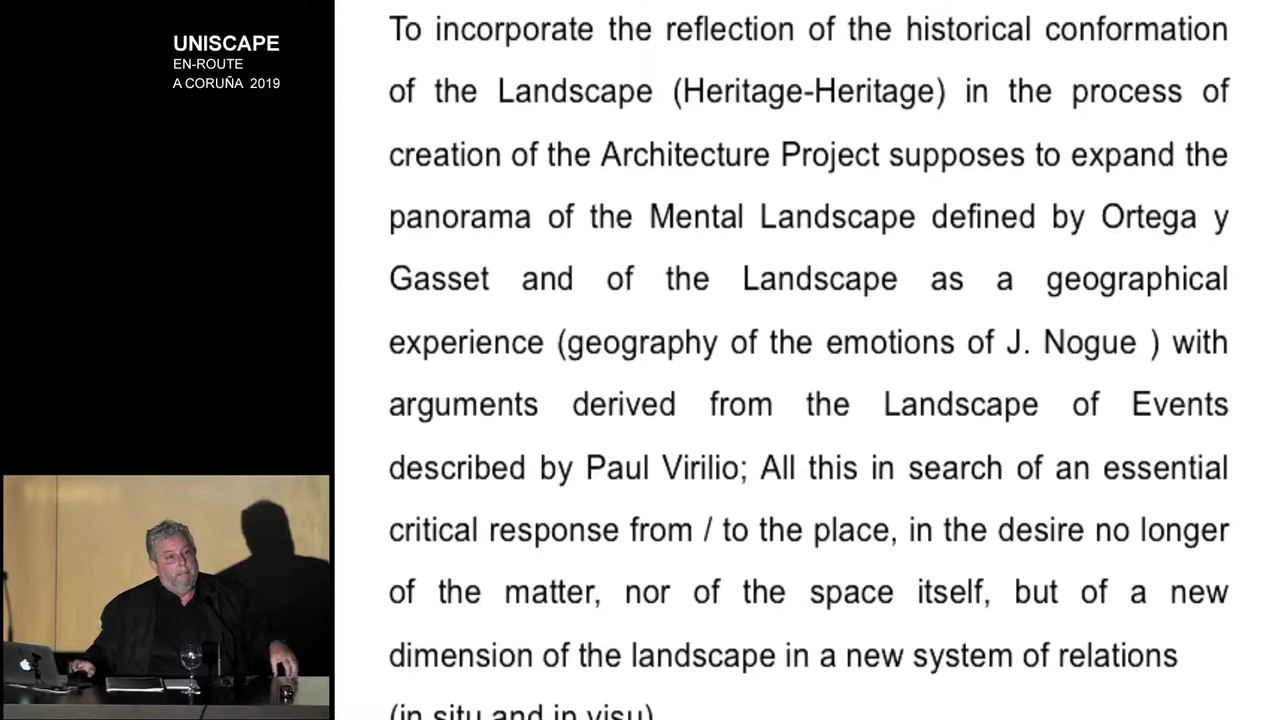 UNISCAPE
EN-ROUTE
A CORUÑA 2019
To incorporate the reflection of the historical conformation
of the Landscape (Heritage-Heritage) in the process of
creation of the Architecture Project supposes to expand the
panorama of the Mental Landscape defined by Ortega y
Gasset and of the Landscape as a geographical
experience (geography of the emotions of J. Nogue ) with
arguments derived from the Landscape of Events
described by Paul Virilio; All this in search of an essential
critical response from / to the place, in the desire no longer
of the matter, nor of the space itself, but of a new
dimension of the landscape in a new system of relations
(in situ and in visu)